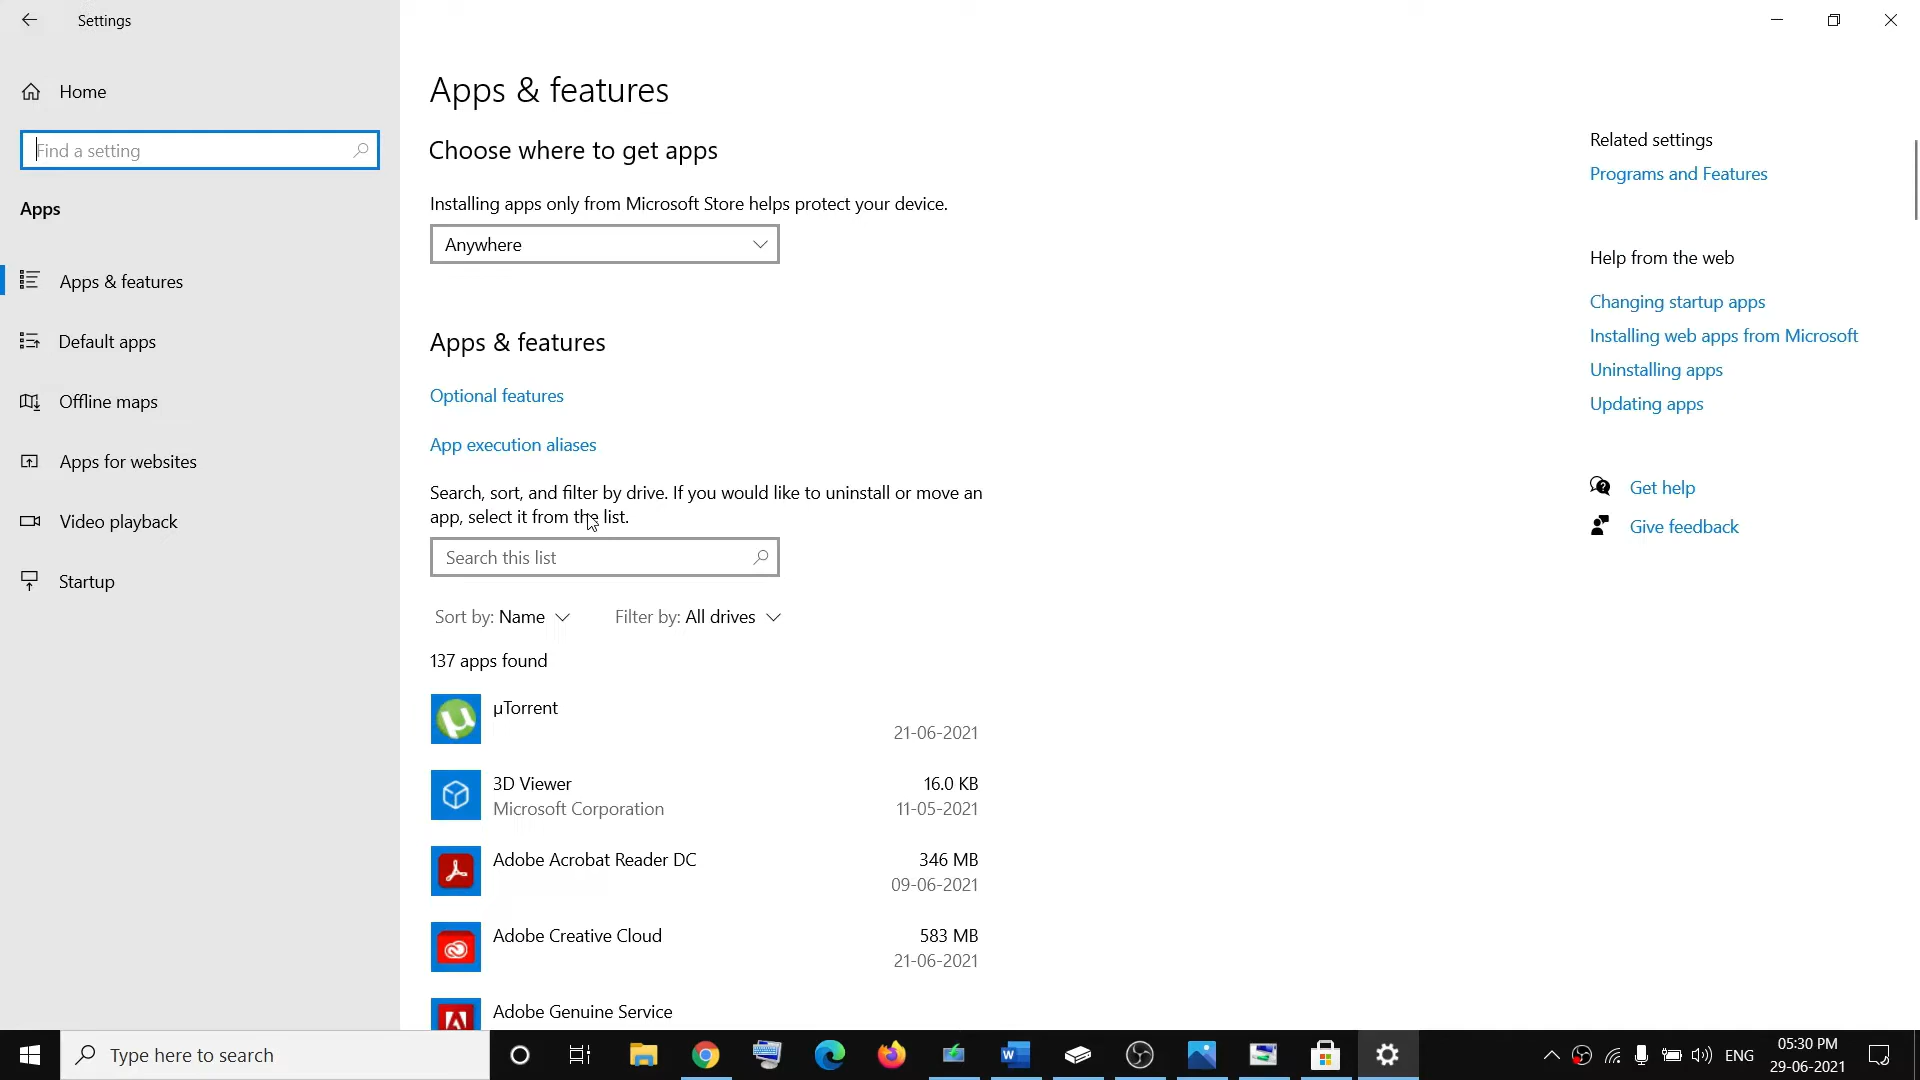 Settings
Home
Find a setting
Apps
Apps & features
Default apps
Offline maps
Apps for websites
Video playback
Startup
Apps & features
Choose where to get apps
Installing apps only from Microsoft Store helps protect your device.
Anywhere
Apps & features
Optional features
App execution aliases
Search, sort, and filter by drive. If you would like to uninstall or move an
app, select it from the list.
Search this list
Sort by: Name Filter by: All drives
137 apps found
µTorrent
21-06-2021
3D Viewer 16.0 KB
Microsoft Corporation 11-05-2021
Adobe Acrobat Reader DC 346 MB
09-06-2021
Adobe Creative Cloud 583 MB
21-06-2021
Adobe Genuine Service
Related settings
Programs and Features
Help from the web
Changing startup apps
Installing web apps from Microsoft
Uninstalling apps
Updating apps
Get help
Give feedback
Type here to search
ENG
05:30 PM
29-06-2021